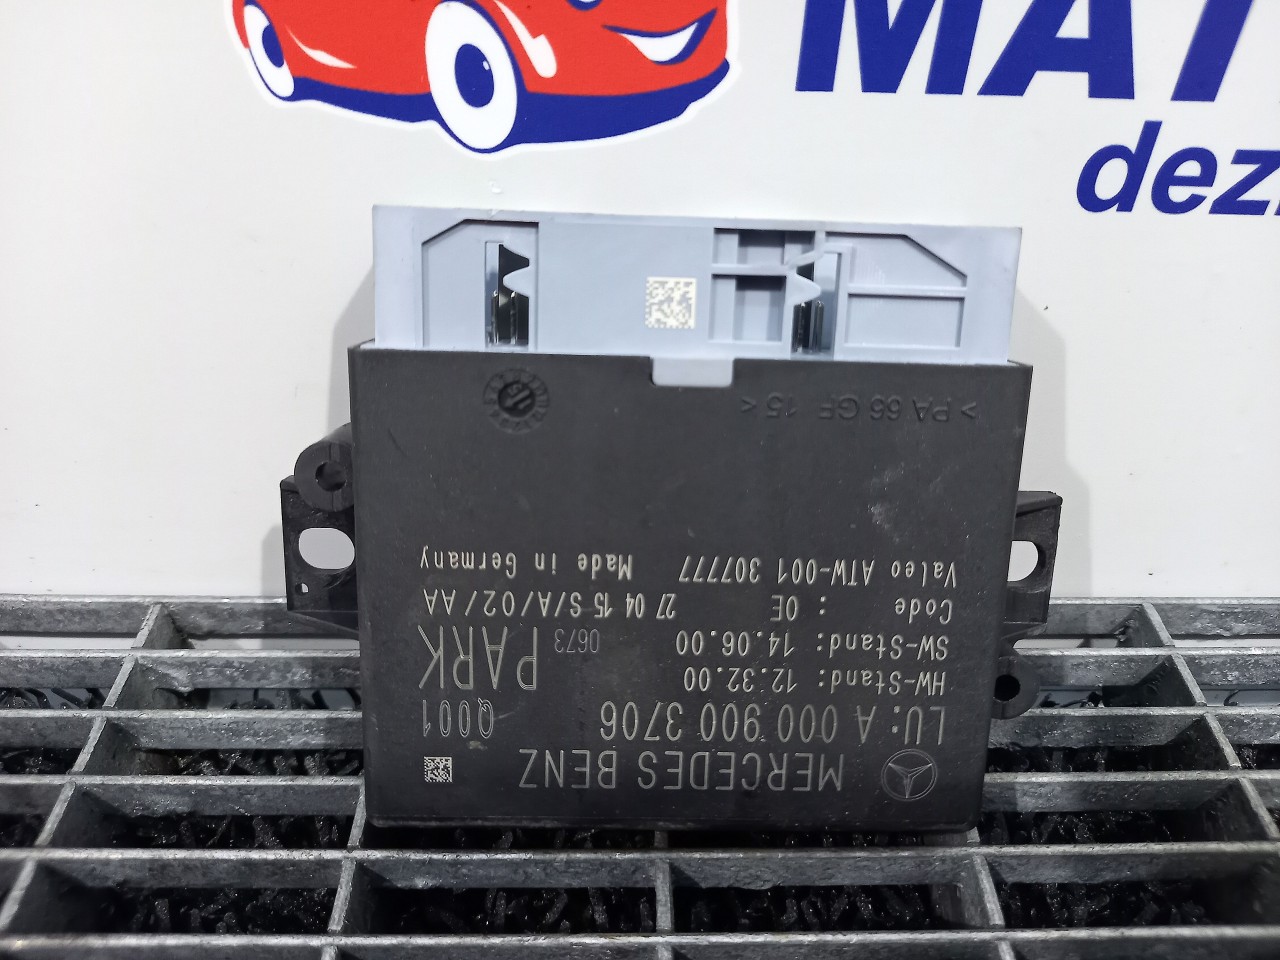 MAT
dez
MERCEDES BENZ
LU: A 000 900 3706 Q001
HW-Stand: 12.32.00 PARK
SW-Stand: 14.06.00 0673
Code : 0E 27 04 15 S/A/02/AA
Valeo ATW-001 307777 Made in Germany
> PA 66 GF 15 <